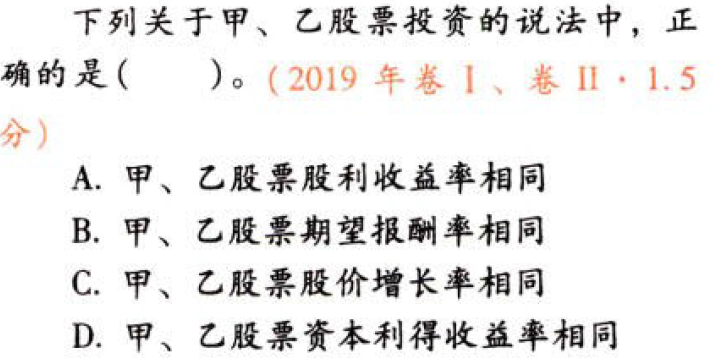 下列关于甲、乙股票投资的说法中，正
确的是(　　)。(2019 年卷 I、卷 II · 1.5
分)
A. 甲、乙股票股利收益率相同
B. 甲、乙股票期望报酬率相同
C. 甲、乙股票股价增长率相同
D. 甲、乙股票资本利得收益率相同